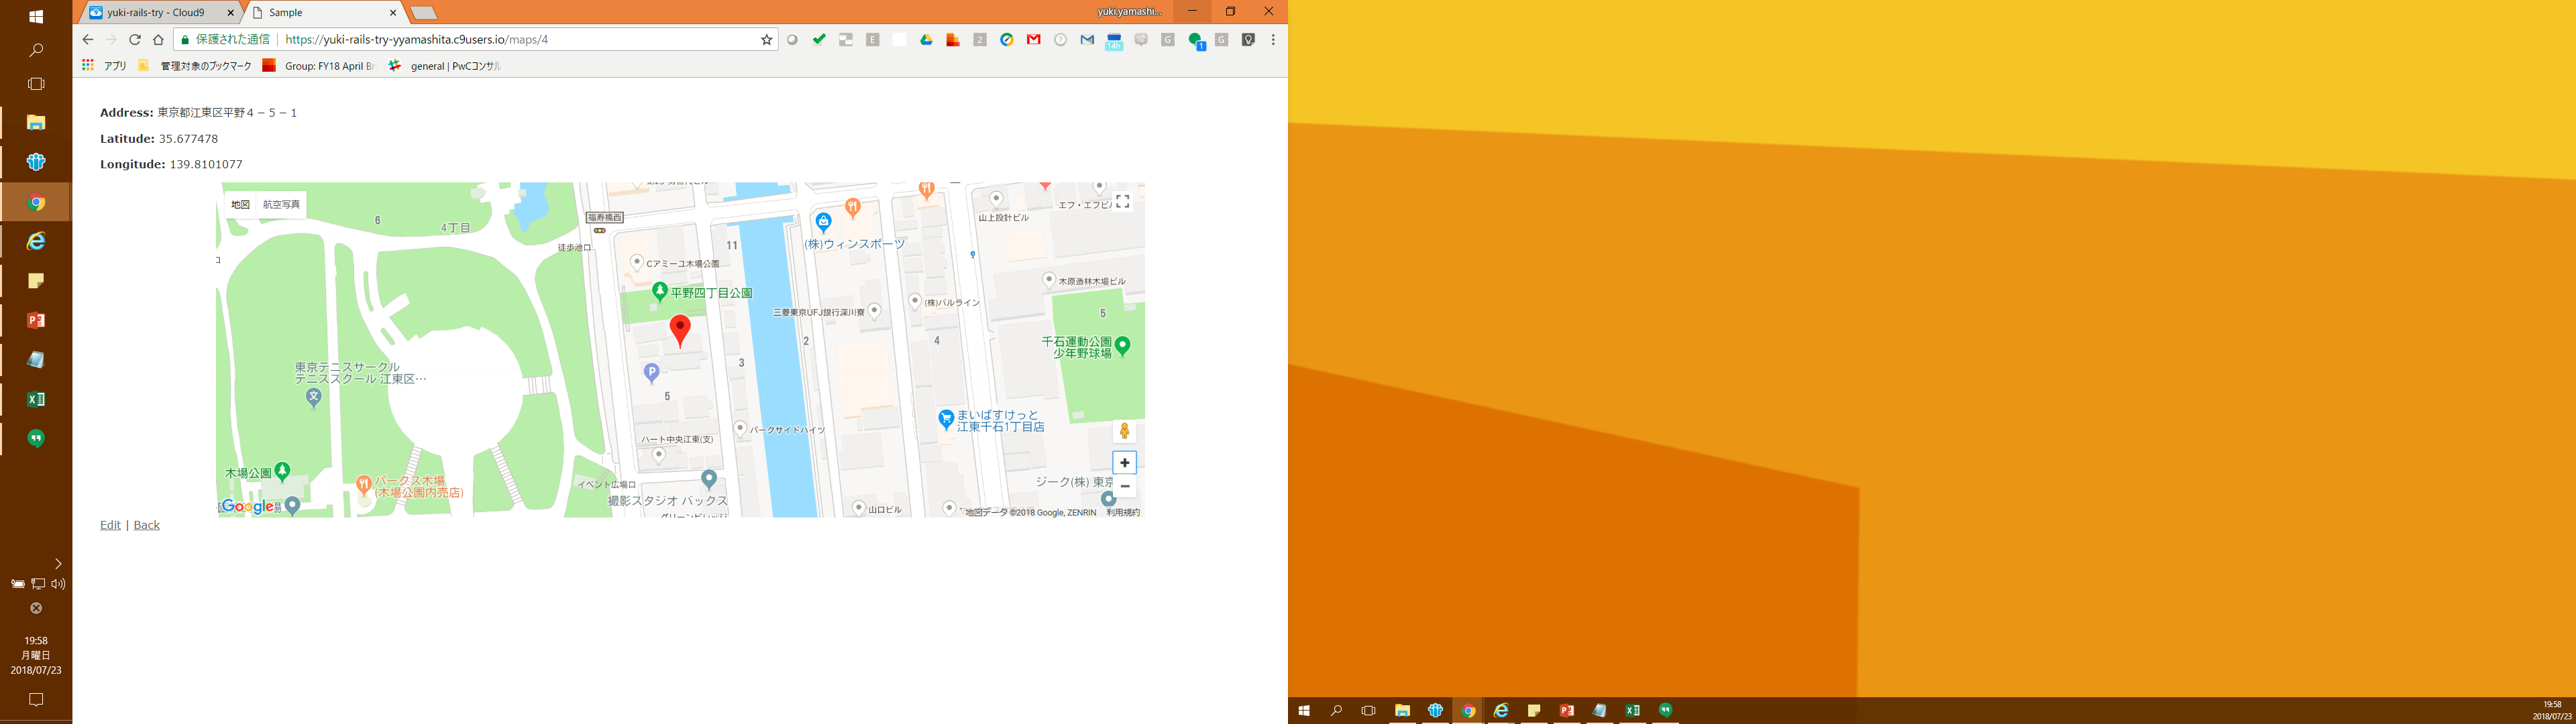 yuki-rails-try - Cloud9
Sample
yuki.yamashi...
保護された通信
https://yuki-rails-try-yyamashita.c9users.io/maps/4
14h
1
アプリ
管理対象のブックマーク
Group: FY18 April Br
general | PwCコンサル
Address: 東京都江東区平野４－５－１
Latitude: 35.677478
Longitude: 139.8101077
地図
航空写真
6
4丁目
福寿橋西
徒歩池口
11
(株)ウィンスポーツ
山上設計ビル
エフ・エフビル
Cアミーユ木場公園
平野四丁目公園
木原造林木場ビル
(株)バルライン
三菱東京UFJ銀行深川寮
5
2
4
千石運動公園
少年野球場
3
東京テニスサークル
テニススクール 江東区…
P
5
まいばすけっと
江東千石1丁目店
パークサイドハイツ
ハート中央江東(支)
木場公園
パークス木場
(木場公園内売店)
イベント広場口
撮影スタジオ バックス
ジーク(株) 東京
山口ビル
グリーンビレッジ
Google
地図データ ©2018 Google, ZENRIN
利用規約
Edit | Back
19:58
月曜日
2018/07/23
19:58
2018/07/23